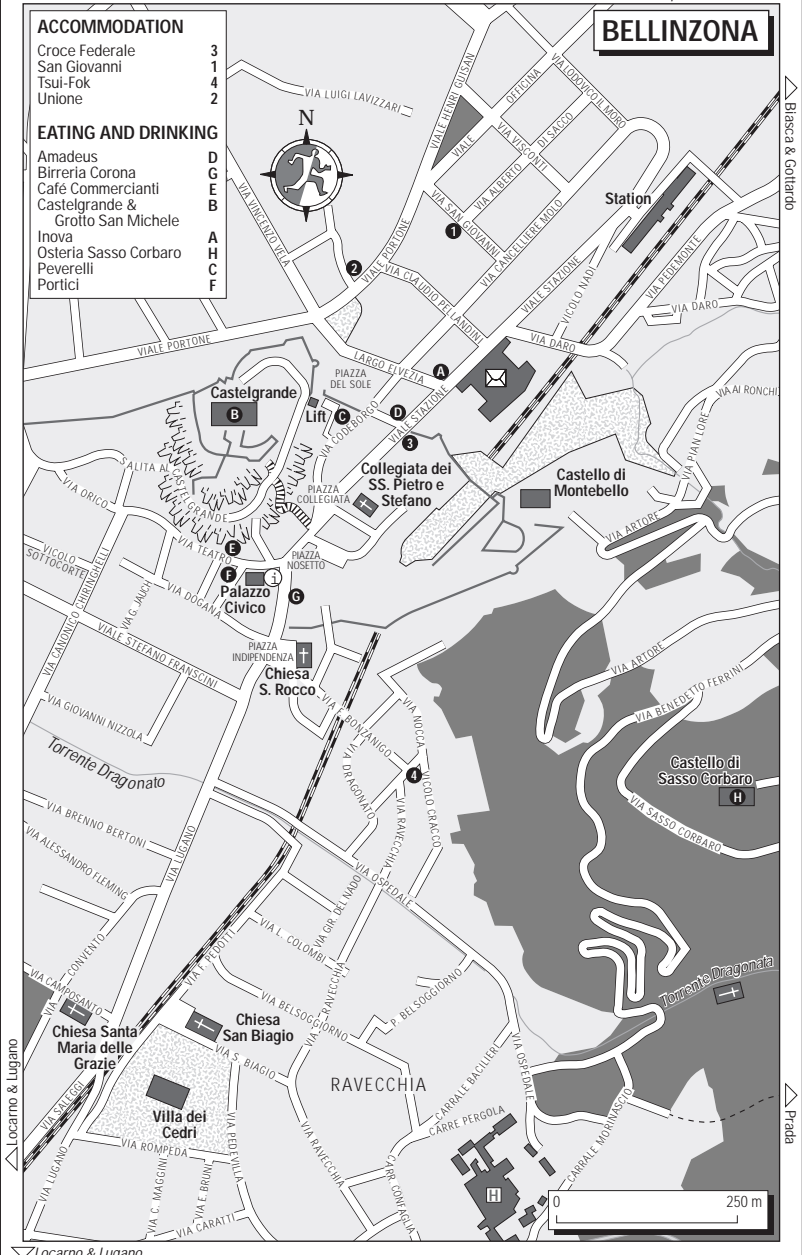 BELLINZONA
ACCOMMODATION
Croce Federale 3
San Giovanni 1
Tsui-Fok 4
Unione 2
EATING AND DRINKING
Amadeus D
Birreria Corona G
Café Commercianti E
Castelgrande & B
Grotto San Michele
Inova A
Osteria Sasso Corbaro H
Peverelli C
Portici F
N
VIA LUIGI LAVIZZARI
VIALE HENRI GUISAN
VIALE OFFICINA
VIA LODOVICO IL MORO
VIA VISCONTI
DI SACCO
VIA ALBERTO
VIA SAN GIOVANNI
1
VIA CANCELLIERE MOLO
Station
Biasca & Gottardo
VIA VINCENZO VELA
2
VIALE PORTONE
VIA CLAUDIO PELLANDINI
VIALE STAZIONE
VICOLO NADI
VIA PEDEMONTE
VIA DARO
VIA DARO
VIALE PORTONE
LARGO ELVEZIA
A
PIAZZA
DEL SOLE
Castelgrande
B
Lift
C
D
VIA CODEBORGO
VIALE STAZIONE
3
VIA AI RONCHI
VIA PIAN LORE
Collegiata dei
SS. Pietro e
Stefano
PIAZZA
COLLEGIATA
Castello di
Montebello
SALITA AL CASTELGRANDE
VIA ORICO
VIA ARTORE
E
VIA TEATRO
PIAZZA
NOSETTO
F
i
Palazzo
Civico
G
VICOLO
SOTTOCORTE
VIA G. JAUCH
VIA DOGANA
VIA CANONICO CHIRINGHELLI
VIALE STEFANO FRANSCINI
PIAZZA
INDIPENDENZA
Chiesa
S. Rocco
VIA ARTORE
VIA BENEDETTO FERRINI
VIA GIOVANNI NIZZOLA
VIA F. BONZANIGO
VIA NOCCA
Torrente Dragonato
VIA DRAGONATO
4
VICOLO CRACCO
VIA RAVECCHIA
Castello di
Sasso Corbaro
H
VIA SASSO CORBARO
VIA BRENNO BERTONI
VIA LUGANO
VIA ALESSANDRO FLEMING
VIA OSPEDALE
VIA GIR. DEL NADO
VIA L. COLOMBI
VIA F. PEDOTTI
VIA CONVENTO
VIA CAMPOSANTO
VIA RAVECCHIA
VIA BELSOGGIORNO
P. BELSOGGIORNO
Torrente Dragonata
Chiesa Santa
Maria delle
Grazie
Chiesa
San Biagio
VIA S. BIAGIO
RAVECCHIA
CARRALE BACILIERI
VIA OSPEDALE
Locarno & Lugano
VIA SALEGGI
Villa dei
Cedri
VIA ROMPEDA
VIA PEDEVILLA
VIA RAVECCHIA
CARRE PERGOLA
CARRALE MORINASCIO
Prada
VIA LUGANO
VIA C. MAGGINI
VIA E. BRUNI
VIA CARATTI
CARR. CONFAGLIA
H
0 250 m
Locarno & Lugano